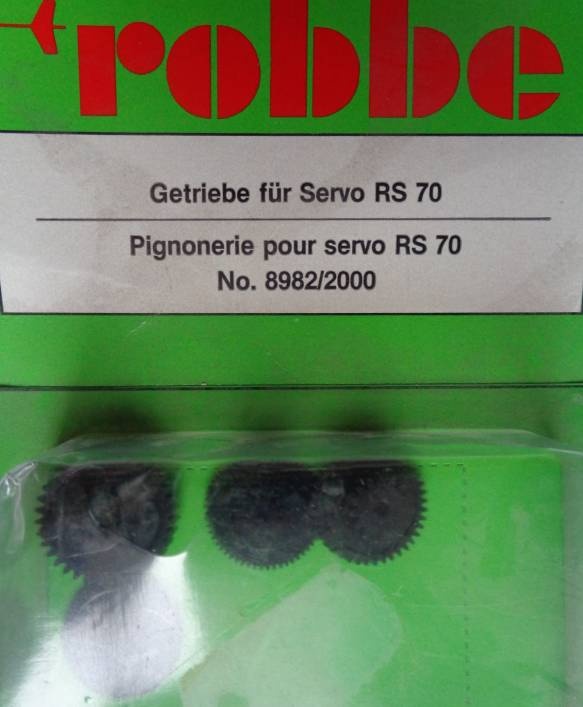 robbe
Getriebe für Servo RS 70
Pignonerie pour servo RS 70
No. 8982/2000